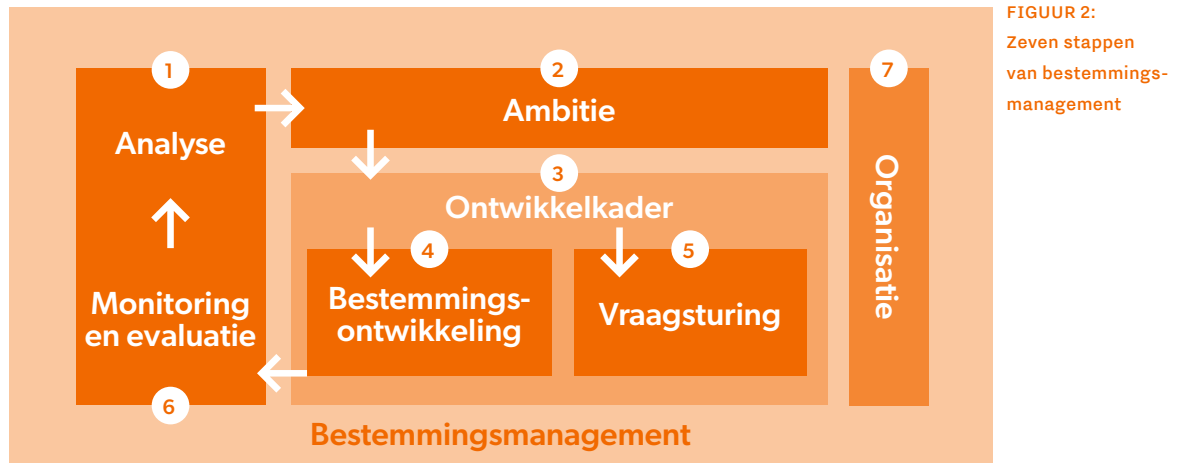 FIGUUR 2:
Zeven stappen
van bestemmings-
management
1
Analyse
2
Ambitie
3
Ontwikkelkader
4
Bestemmings-
ontwikkeling
5
Vraagsturing
Monitoring
en evaluatie
6
7
Organisatie
Bestemmingsmanagement